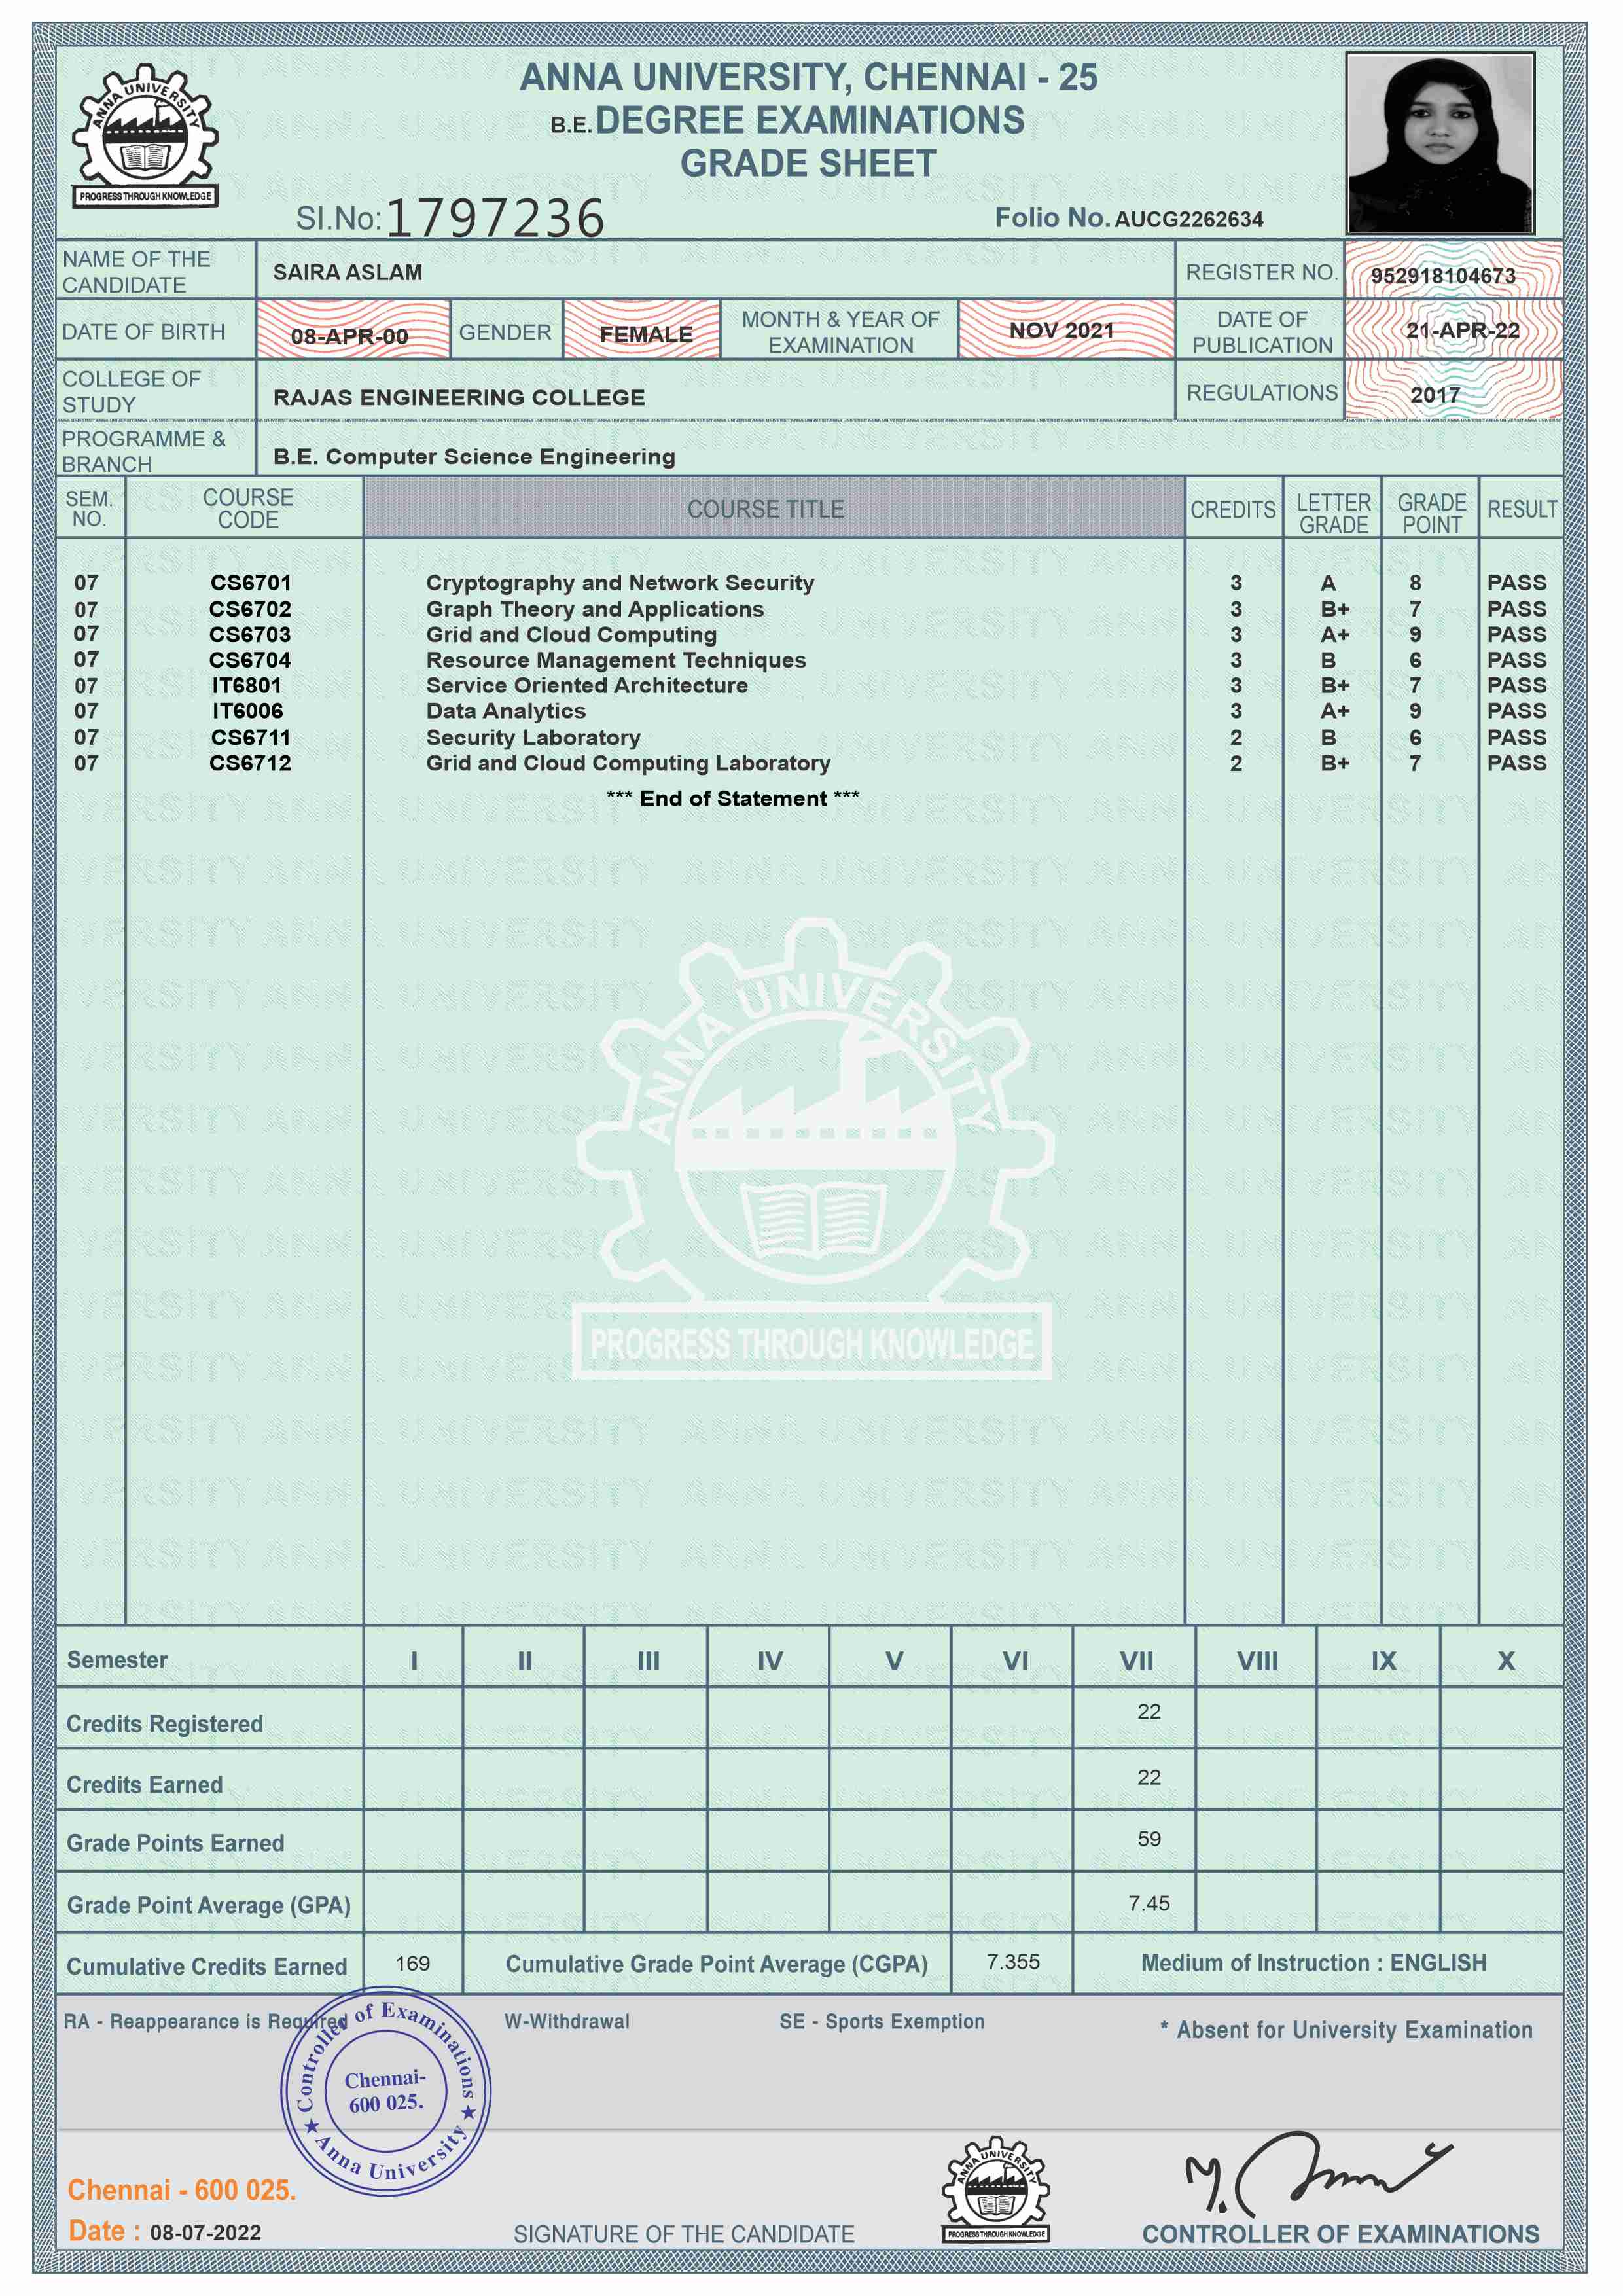 ANNA UNIVERSITY
PROGRESS THROUGH KNOWLEDGE
ANNA UNIVERSITY, CHENNAI - 25
B.E. DEGREE EXAMINATIONS
GRADE SHEET
SI.No: 1797236
Folio No. AUCG2262634
NAME OF THE CANDIDATE SAIRA ASLAM REGISTER NO. 952918104673
DATE OF BIRTH 08-APR-00 GENDER FEMALE MONTH & YEAR OF EXAMINATION NOV 2021 DATE OF PUBLICATION 21-APR-22
COLLEGE OF STUDY RAJAS ENGINEERING COLLEGE REGULATIONS 2017
PROGRAMME & BRANCH B.E. Computer Science Engineering
SEM. NO. COURSE CODE COURSE TITLE CREDITS LETTER GRADE GRADE POINT RESULT
07 CS6701 Cryptography and Network Security 3 A 8 PASS
07 CS6702 Graph Theory and Applications 3 B+ 7 PASS
07 CS6703 Grid and Cloud Computing 3 A+ 9 PASS
07 CS6704 Resource Management Techniques 3 B 6 PASS
07 IT6801 Service Oriented Architecture 3 B+ 7 PASS
07 IT6006 Data Analytics 3 A+ 9 PASS
07 CS6711 Security Laboratory 2 B 6 PASS
07 CS6712 Grid and Cloud Computing Laboratory 2 B+ 7 PASS
*** End of Statement ***
ANNA UNIVERSITY
PROGRESS THROUGH KNOWLEDGE
Semester I II III IV V VI VII VIII IX X
Credits Registered 22
Credits Earned 22
Grade Points Earned 59
Grade Point Average (GPA) 7.45
Cumulative Credits Earned 169 Cumulative Grade Point Average (CGPA) 7.355 Medium of Instruction : ENGLISH
RA - Reappearance is Required W-Withdrawal SE - Sports Exemption * Absent for University Examination
Controller of Examinations
Chennai-
600 025.
★ Anna University ★
Chennai - 600 025.
Date : 08-07-2022
SIGNATURE OF THE CANDIDATE
ANNA UNIVERSITY
PROGRESS THROUGH KNOWLEDGE
CONTROLLER OF EXAMINATIONS